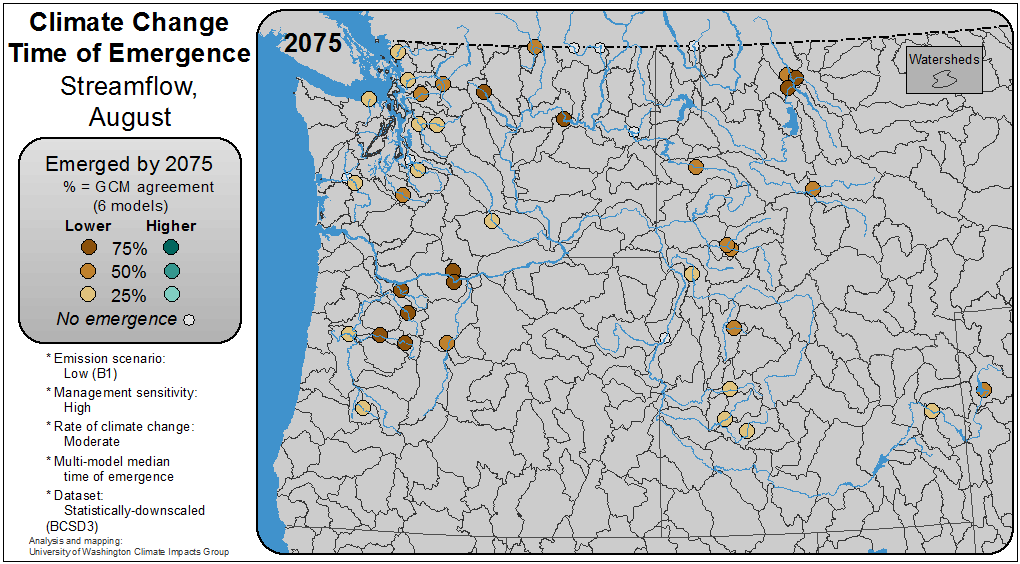 Climate Change
Time of Emergence
Streamflow,
August
Emerged by 2075
% = GCM agreement
(6 models)
Lower Higher
75%
50%
25%
No emergence
* Emission scenario:
Low (B1)
* Management sensitivity:
High
* Rate of climate change:
Moderate
* Multi-model median
time of emergence
* Dataset:
Statistically-downscaled
(BCSD3)
Analysis and mapping:
University of Washington Climate Impacts Group
2075
Watersheds